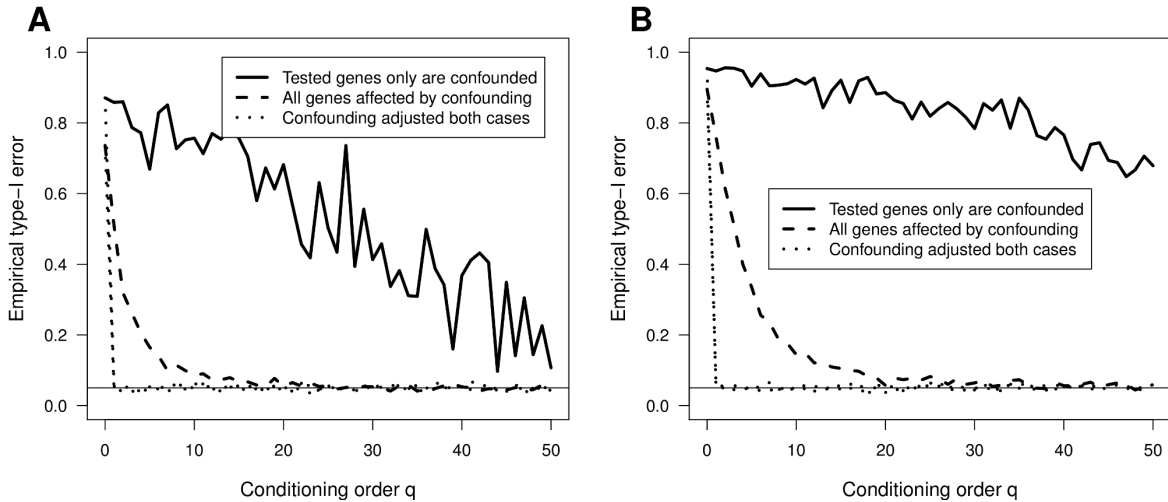 A
Empirical type-I error
1.0
0.8
0.6
0.4
0.2
0.0
Tested genes only are confounded
All genes affected by confounding
Confounding adjusted both cases
0 10 20 30 40 50
Conditioning order q
B
Empirical type-I error
1.0
0.8
0.6
0.4
0.2
0.0
Tested genes only are confounded
All genes affected by confounding
Confounding adjusted both cases
0 10 20 30 40 50
Conditioning order q